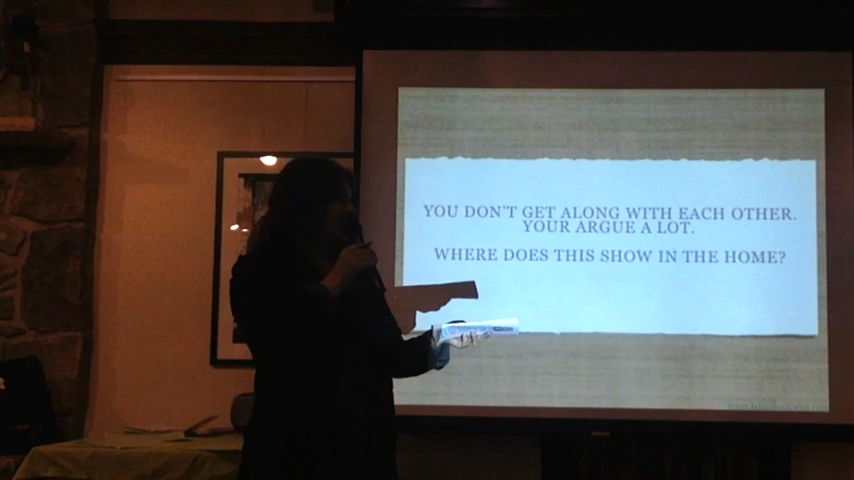 YOU DON'T GET ALONG WITH EACH OTHER.
YOUR ARGUE A LOT.
WHERE DOES THIS SHOW IN THE HOME?